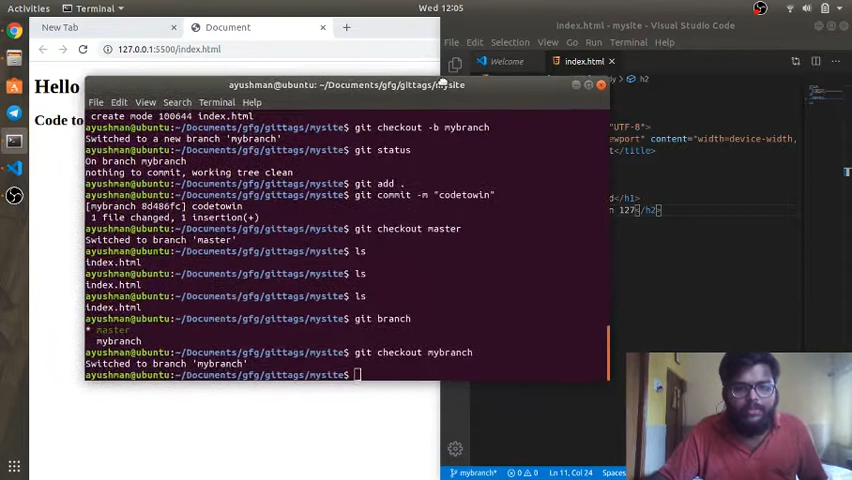 Activities
Terminal
Wed 12:05
New Tab
Document
127.0.0.1:5500/index.html
index.html - mysite - Visual Studio Code
File Edit Selection View Go Run Terminal
Welcome
index.html
h2
Hello
Code to
ayushman@ubuntu: ~/Documents/gfg/gittags/mysite
File Edit View Search Terminal Help
create mode 100644 index.html
ayushman@ubuntu:~/Documents/gfg/gittags/mysite$ git checkout -b mybranch
Switched to a new branch 'mybranch'
ayushman@ubuntu:~/Documents/gfg/gittags/mysite$ git status
On branch mybranch
nothing to commit, working tree clean
ayushman@ubuntu:~/Documents/gfg/gittags/mysite$ git add .
ayushman@ubuntu:~/Documents/gfg/gittags/mysite$ git commit -m "codetowin"
[mybranch 8d486fc] codetowin
1 file changed, 1 insertion(+)
ayushman@ubuntu:~/Documents/gfg/gittags/mysite$ git checkout master
Switched to branch 'master'
ayushman@ubuntu:~/Documents/gfg/gittags/mysite$ ls
index.html
ayushman@ubuntu:~/Documents/gfg/gittags/mysite$ ls
index.html
ayushman@ubuntu:~/Documents/gfg/gittags/mysite$ ls
index.html
ayushman@ubuntu:~/Documents/gfg/gittags/mysite$ git branch
* master
mybranch
ayushman@ubuntu:~/Documents/gfg/gittags/mysite$ git checkout mybranch
Switched to branch 'mybranch'
ayushman@ubuntu:~/Documents/gfg/gittags/mysite$
"UTF-8">
viewport" content="width=device-width,
t</title>
d</h1>
n 127</h2>
mybranch* 0 0 Ln 11, Col 24 Spaces